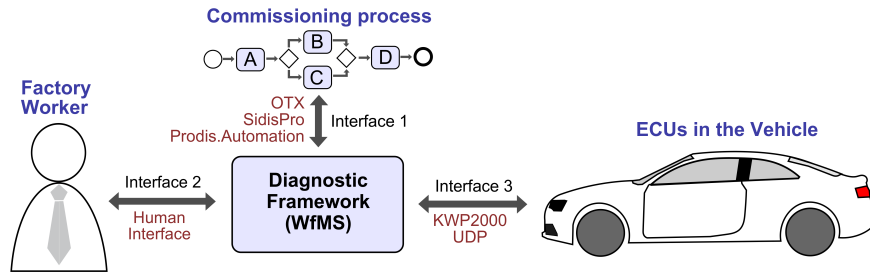 Commissioning process
A
B
C
D
Factory
Worker
OTX
SidisPro
Prodis.Automation
Interface 1
ECUs in the Vehicle
Interface 2
Human
Interface
Diagnostic
Framework
(WfMS)
Interface 3
KWP2000
UDP